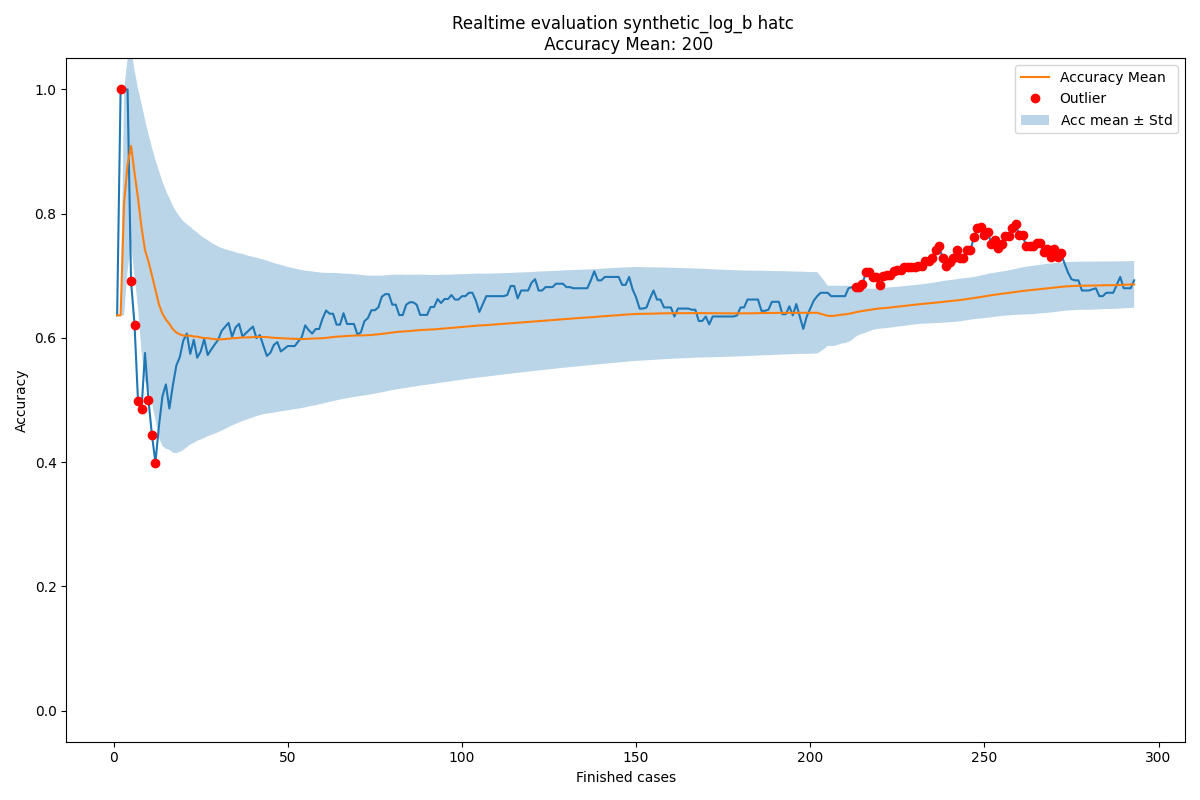 Realtime evaluation synthetic_log_b hatc
Accuracy Mean: 200
Accuracy Mean
Outlier
Acc mean ± Std
1.0
0.8
0.6
0.4
0.2
0.0
Accuracy
0
50
100
150
200
250
300
Finished cases